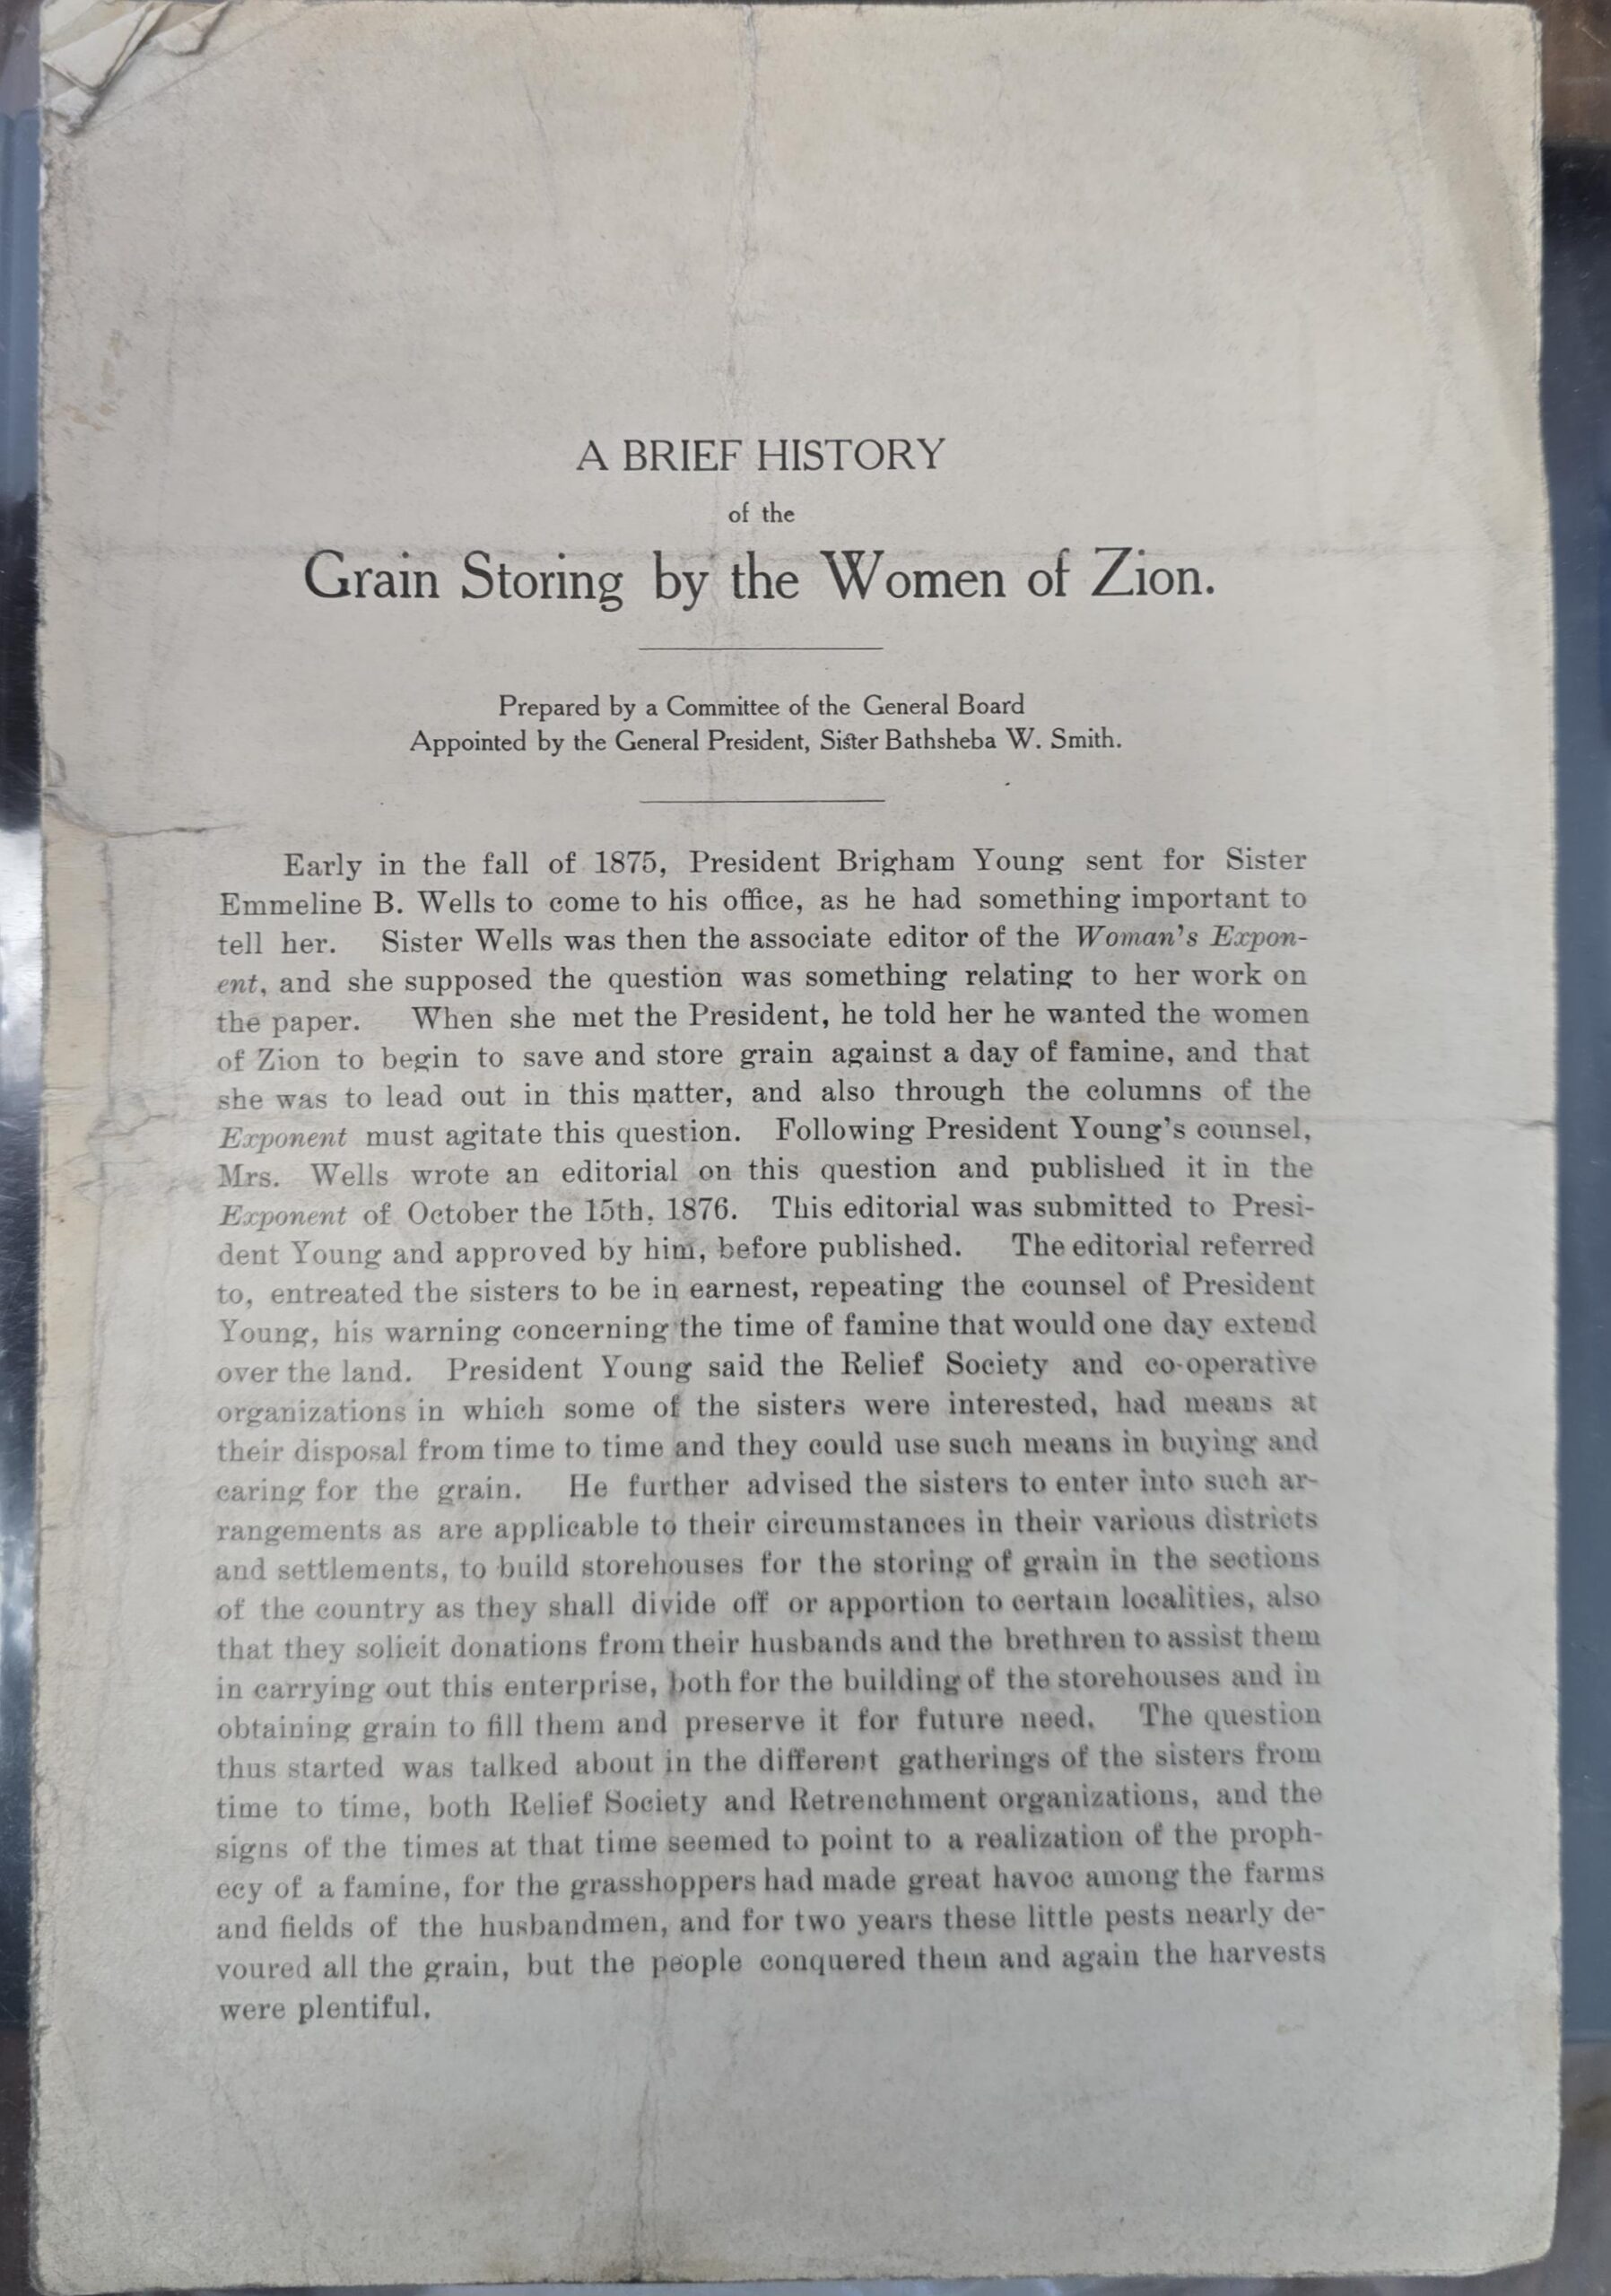 A BRIEF HISTORY
of the
Grain Storing by the Women of Zion.
Prepared by a Committee of the General Board
Appointed by the General President, Sister Bathsheba W. Smith.
Early in the fall of 1875, President Brigham Young sent for Sister
Emmeline B. Wells to come to his office, as he had something important to
tell her. Sister Wells was then the associate editor of the Woman's Expon-
ent, and she supposed the question was something relating to her work on
the paper. When she met the President, he told her he wanted the women
of Zion to begin to save and store grain against a day of famine, and that
she was to lead out in this matter, and also through the columns of the
Exponent must agitate this question. Following President Young's counsel,
Mrs. Wells wrote an editorial on this question and published it in the
Exponent of October the 15th, 1876. This editorial was submitted to Presi-
dent Young and approved by him, before published. The editorial referred
to, entreated the sisters to be in earnest, repeating the counsel of President
Young, his warning concerning the time of famine that would one day extend
over the land. President Young said the Relief Society and co-operative
organizations in which some of the sisters were interested, had means at
their disposal from time to time and they could use such means in buying and
caring for the grain. He further advised the sisters to enter into such ar-
rangements as are applicable to their circumstances in their various districts
and settlements, to build storehouses for the storing of grain in the sections
of the country as they shall divide off or apportion to certain localities, also
that they solicit donations from their husbands and the brethren to assist them
in carrying out this enterprise, both for the building of the storehouses and in
obtaining grain to fill them and preserve it for future need. The question
thus started was talked about in the different gatherings of the sisters from
time to time, both Relief Society and Retrenchment organizations, and the
signs of the times at that time seemed to point to a realization of the proph-
ecy of a famine, for the grasshoppers had made great havoc among the farms
and fields of the husbandmen, and for two years these little pests nearly de-
voured all the grain, but the people conquered them and again the harvests
were plentiful.